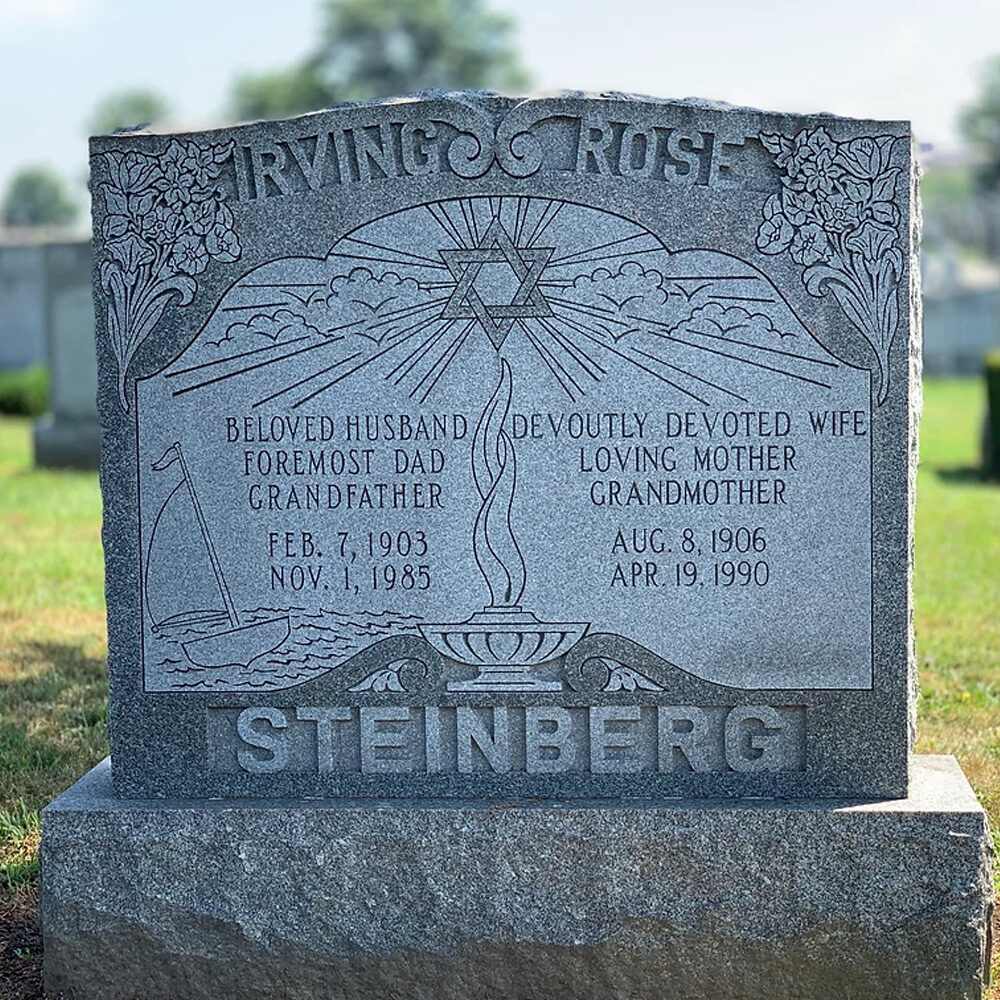 IRVING ROSE
BELOVED HUSBAND
FOREMOST DAD
GRANDFATHER
FEB. 7, 1903
NOV. 1, 1985
DEVOUTLY DEVOTED WIFE
LOVING MOTHER
GRANDMOTHER
AUG. 8, 1906
APR. 19, 1990
STEINBERG